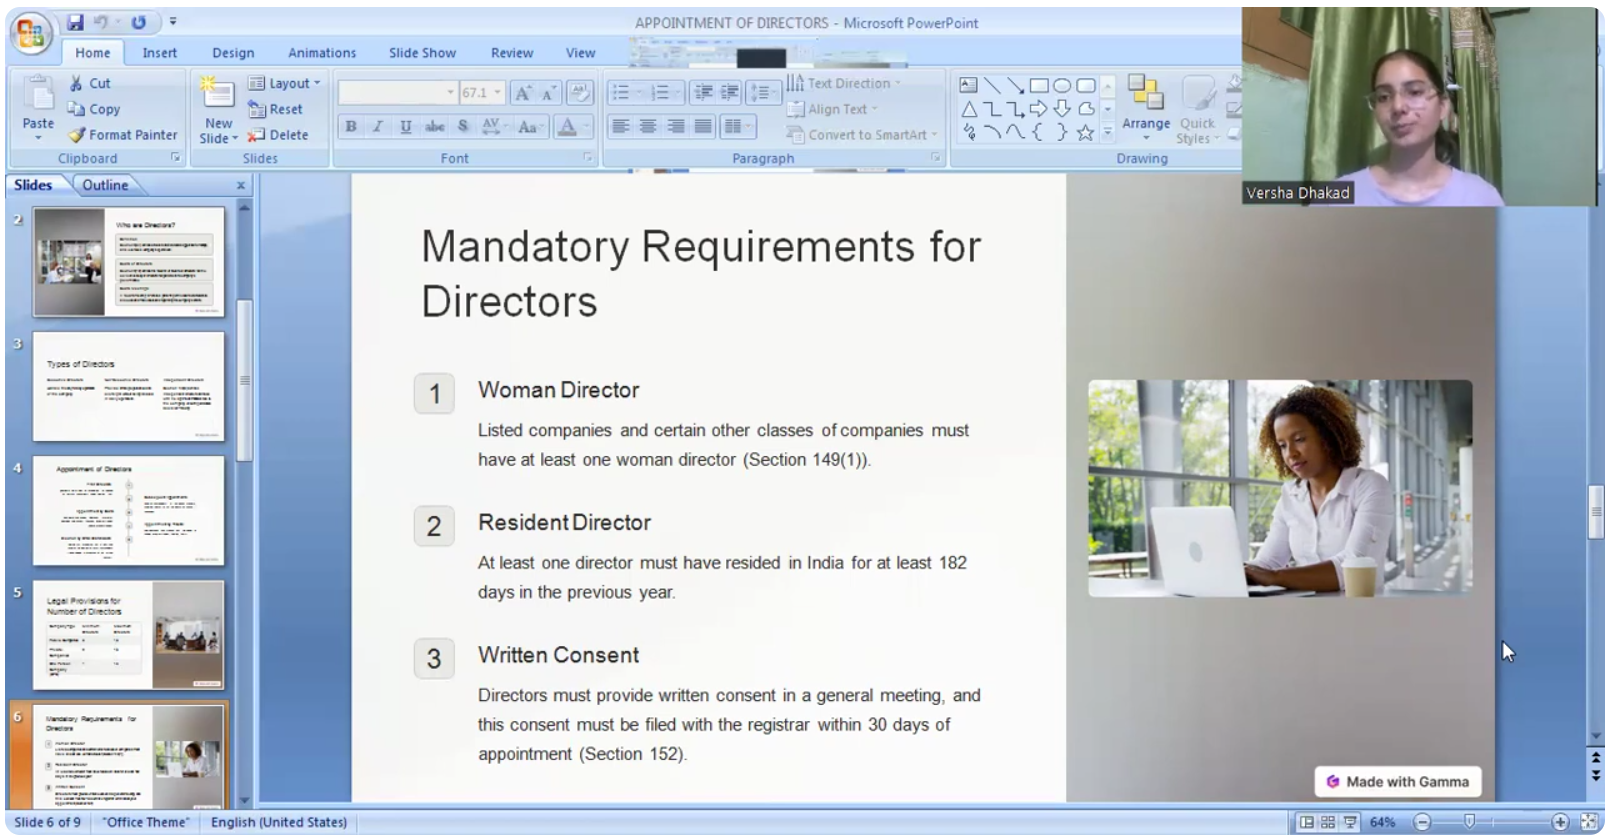 APPOINTMENT OF DIRECTORS - Microsoft PowerPoint
Home Insert Design Animations Slide Show Review View
Paste
Cut
Copy
Format Painter
Clipboard
New
Slide
Layout
Reset
Delete
Slides
67.1
B I U abc S AV Aa A
Font
Text Direction
Align Text
Convert to SmartArt
Paragraph
Arrange
Quick
Styles
Drawing
Versha Dhakad
Slides Outline
2
Who are Directors?
3
Types of Directors
4
Appointment of Directors
5
Legal Provisions for
Number of Directors
6
Mandatory Requirements for
Directors
Mandatory Requirements for
Directors
1
Woman Director
Listed companies and certain other classes of companies must
have at least one woman director (Section 149(1)).
2
Resident Director
At least one director must have resided in India for at least 182
days in the previous year.
3
Written Consent
Directors must provide written consent in a general meeting, and
this consent must be filed with the registrar within 30 days of
appointment (Section 152).
Made with Gamma
Slide 6 of 9 "Office Theme" English (United States) 64%